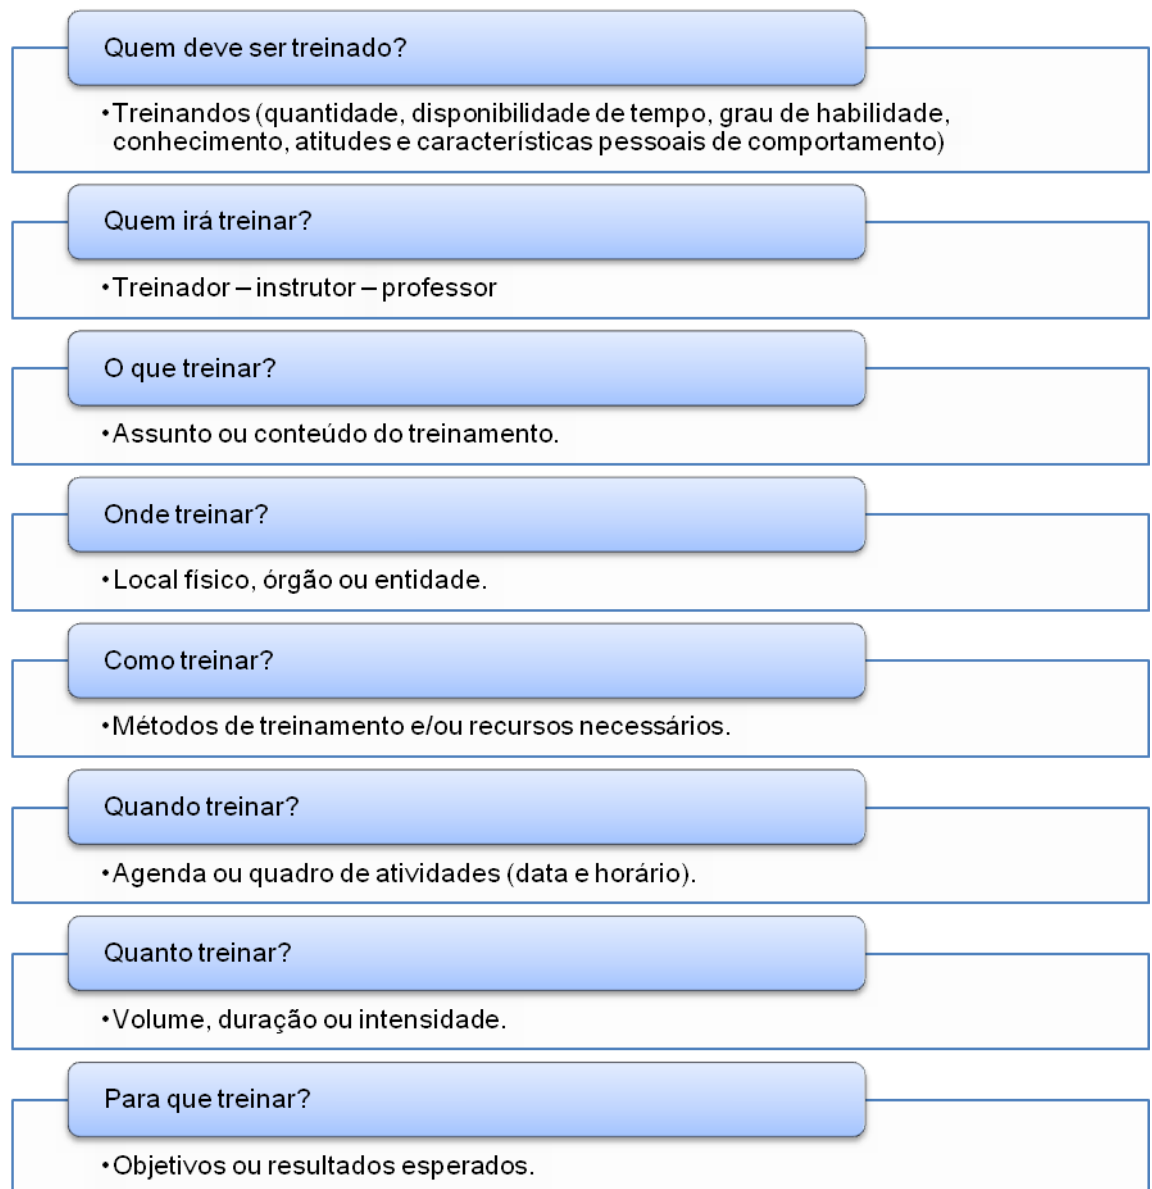 Quem deve ser treinado?
•Treinandos (quantidade, disponibilidade de tempo, grau de habilidade,
conhecimento, atitudes e características pessoais de comportamento)
Quem irá treinar?
•Treinador – instrutor – professor
O que treinar?
•Assunto ou conteúdo do treinamento.
Onde treinar?
•Local físico, órgão ou entidade.
Como treinar?
•Métodos de treinamento e/ou recursos necessários.
Quando treinar?
•Agenda ou quadro de atividades (data e horário).
Quanto treinar?
•Volume, duração ou intensidade.
Para que treinar?
•Objetivos ou resultados esperados.